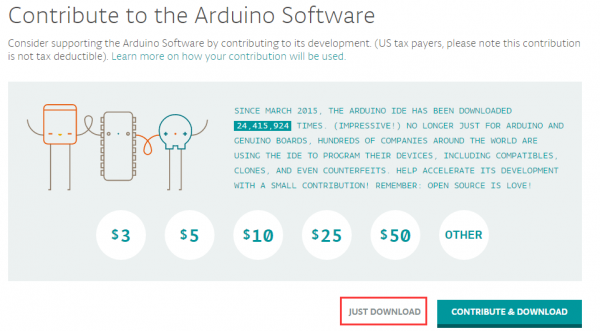 Contribute to the Arduino Software
Consider supporting the Arduino Software by contributing to its development. (US tax payers, please note this contribution
is not tax deductible). Learn more on how your contribution will be used.
SINCE MARCH 2015, THE ARDUINO IDE HAS BEEN DOWNLOADED
24,415,924 TIMES. (IMPRESSIVE!) NO LONGER JUST FOR ARDUINO AND
GENUINO BOARDS, HUNDREDS OF COMPANIES AROUND THE WORLD ARE
USING THE IDE TO PROGRAM THEIR DEVICES, INCLUDING COMPATIBLES,
CLONES, AND EVEN COUNTERFEITS. HELP ACCELERATE ITS DEVELOPMENT
WITH A SMALL CONTRIBUTION! REMEMBER: OPEN SOURCE IS LOVE!
$3 $5 $10 $25 $50 OTHER
JUST DOWNLOAD CONTRIBUTE & DOWNLOAD